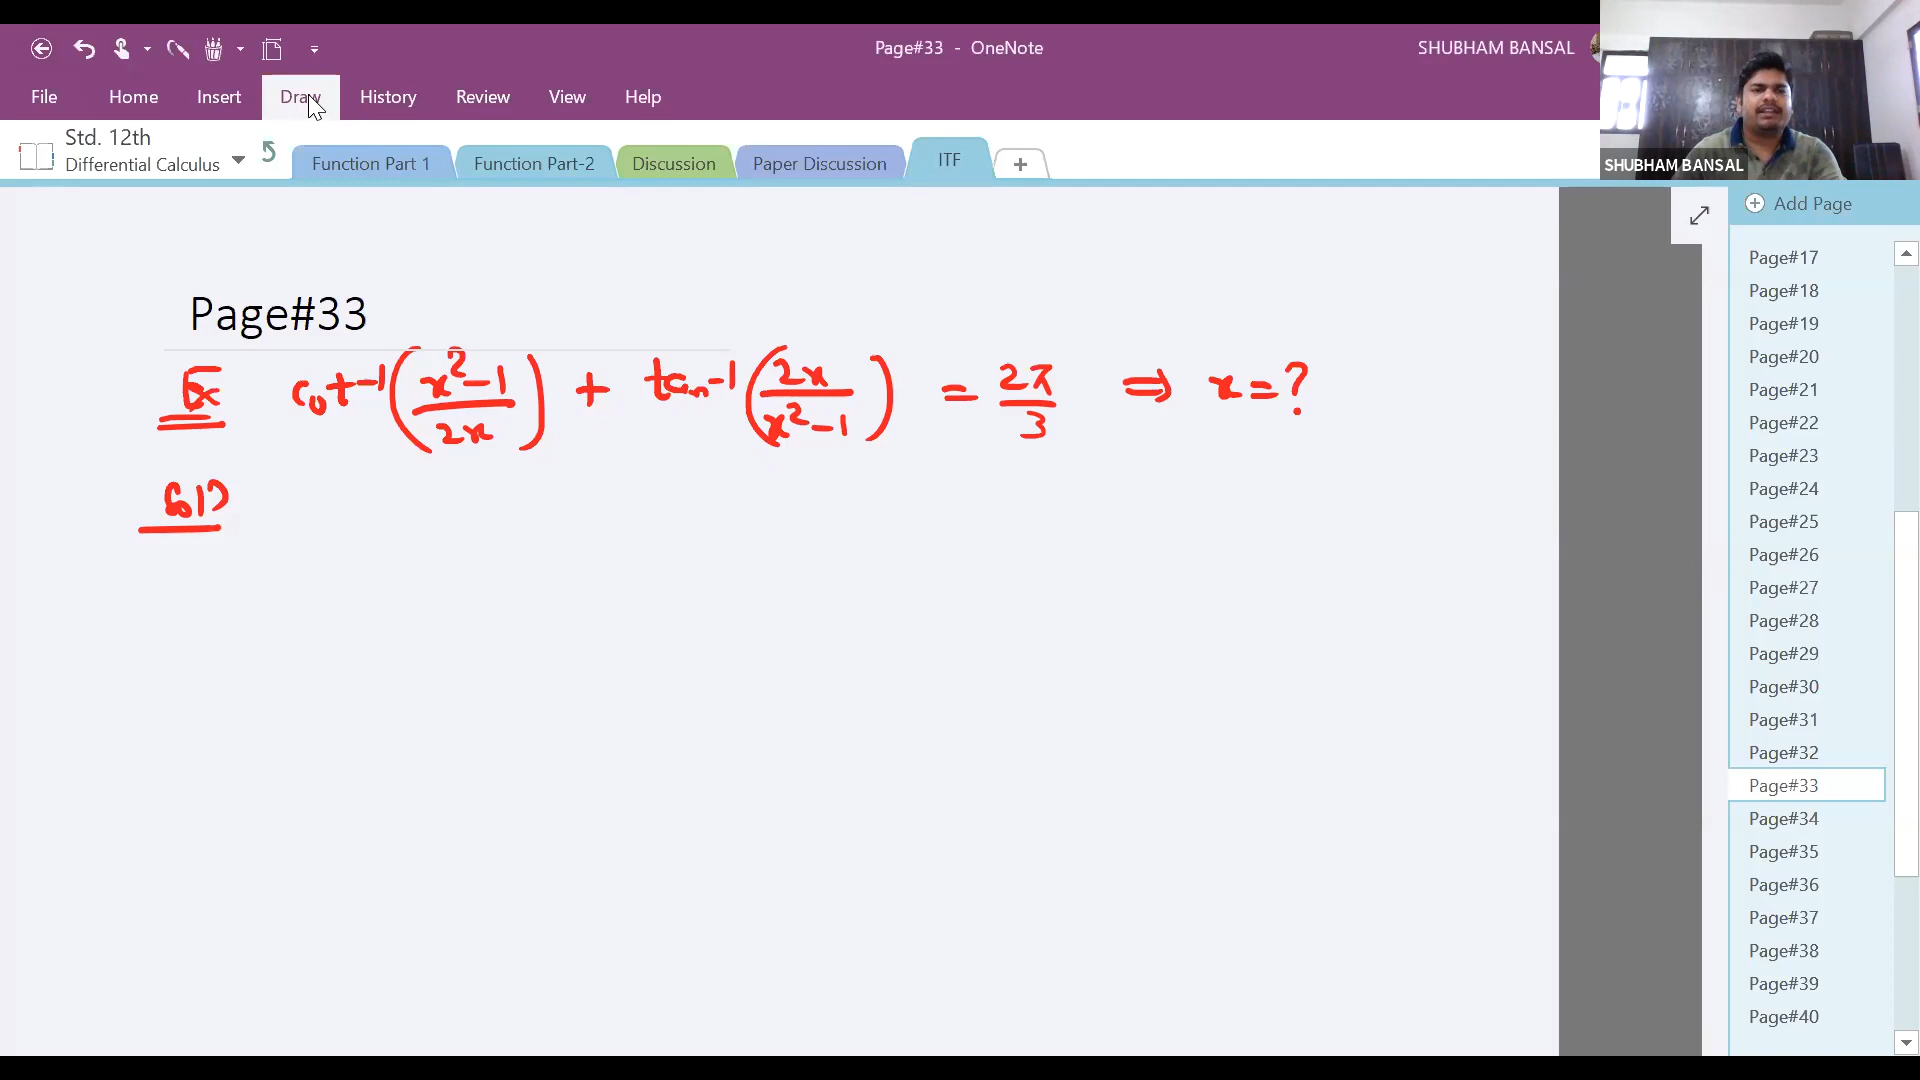 Page#33 - OneNote
SHUBHAM BANSAL
File Home Insert Draw History Review View Help
Std. 12th
Differential Calculus
Function Part 1
Function Part-2
Discussion
Paper Discussion
ITF
+
SHUBHAM BANSAL
Add Page
Page#33
Ex cot⁻¹((x²-1)/(2x)) + tan⁻¹((2x)/(x²-1)) = 2π/3 ⇒ x = ?
Page#17
Page#18
Page#19
Page#20
Page#21
Page#22
Page#23
Page#24
Page#25
Page#26
Page#27
Page#28
Page#29
Page#30
Page#31
Page#32
Page#33
Page#34
Page#35
Page#36
Page#37
Page#38
Page#39
Page#40